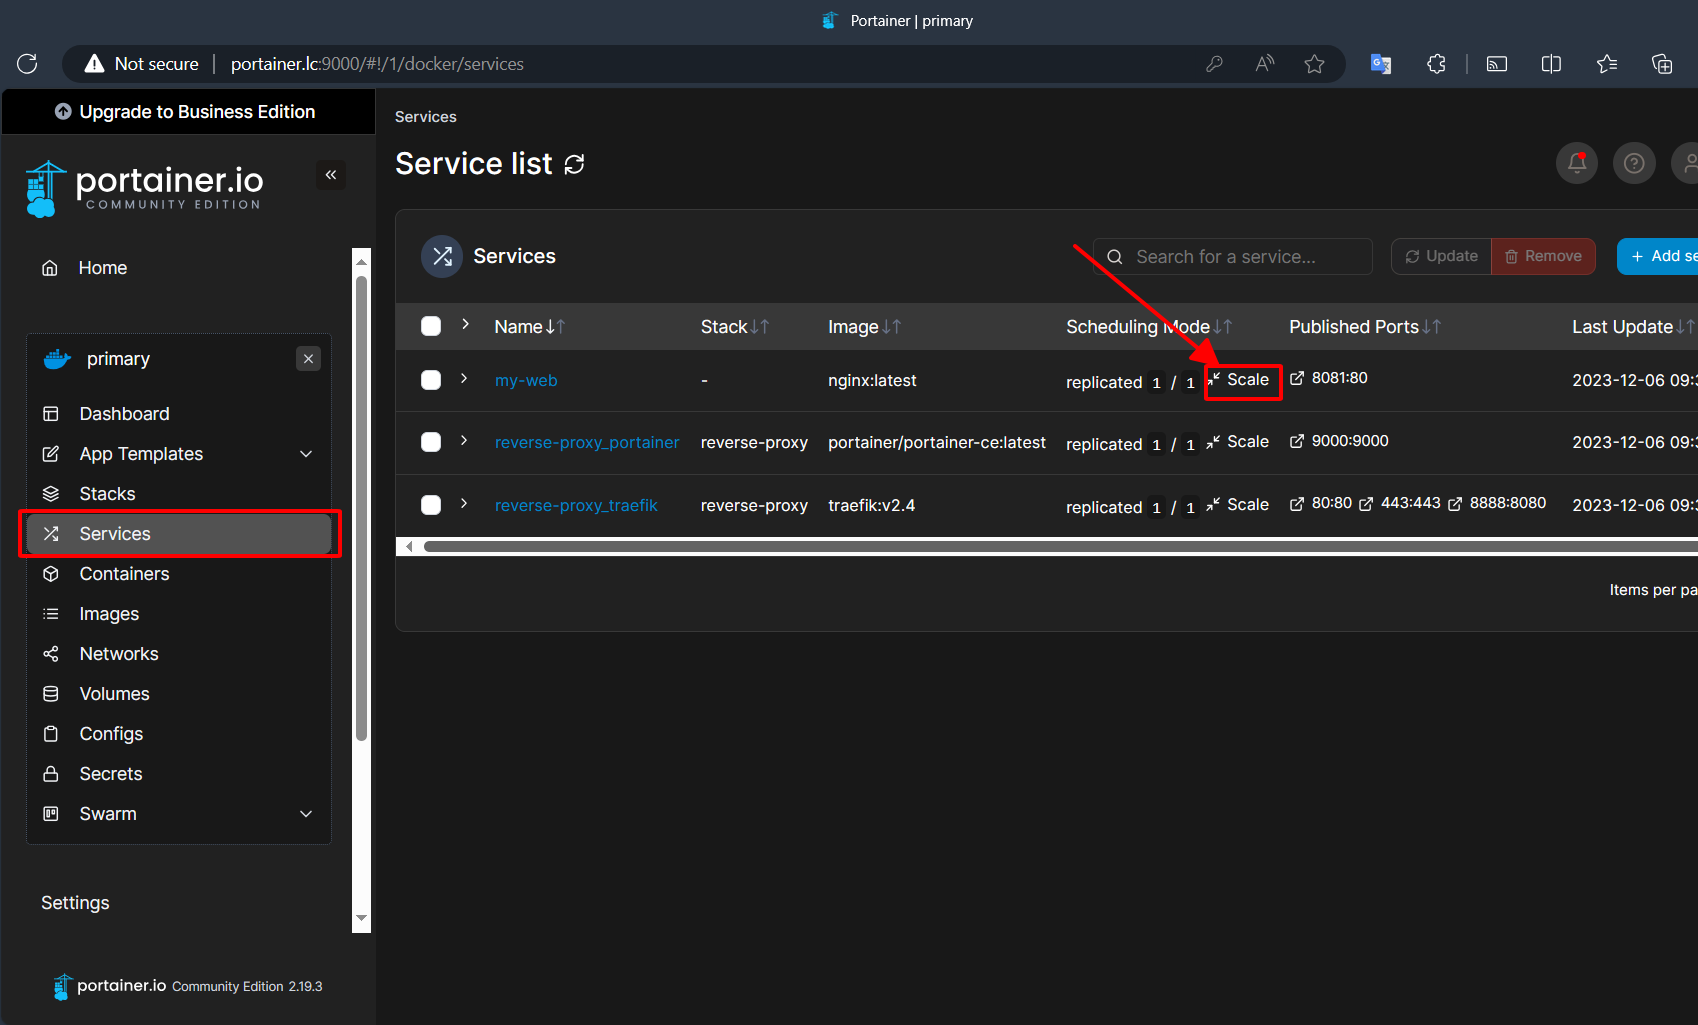 Portainer | primary
Not secure | portainer.lc:9000/#!/1/docker/services
Upgrade to Business Edition
portainer.io
COMMUNITY EDITION
Home
primary
Dashboard
App Templates
Stacks
Services
Containers
Images
Networks
Volumes
Configs
Secrets
Swarm
Settings
portainer.io Community Edition 2.19.3
Services
Service list
Services
Search for a service...
Update
Remove
+ Add se
Name Stack Image Scheduling Mode Published Ports Last Update
my-web - nginx:latest replicated 1 / 1 Scale 8081:80 2023-12-06 09:3
reverse-proxy_portainer reverse-proxy portainer/portainer-ce:latest replicated 1 / 1 Scale 9000:9000 2023-12-06 09:3
reverse-proxy_traefik reverse-proxy traefik:v2.4 replicated 1 / 1 Scale 80:80 443:443 8888:8080 2023-12-06 09:3
Items per pa